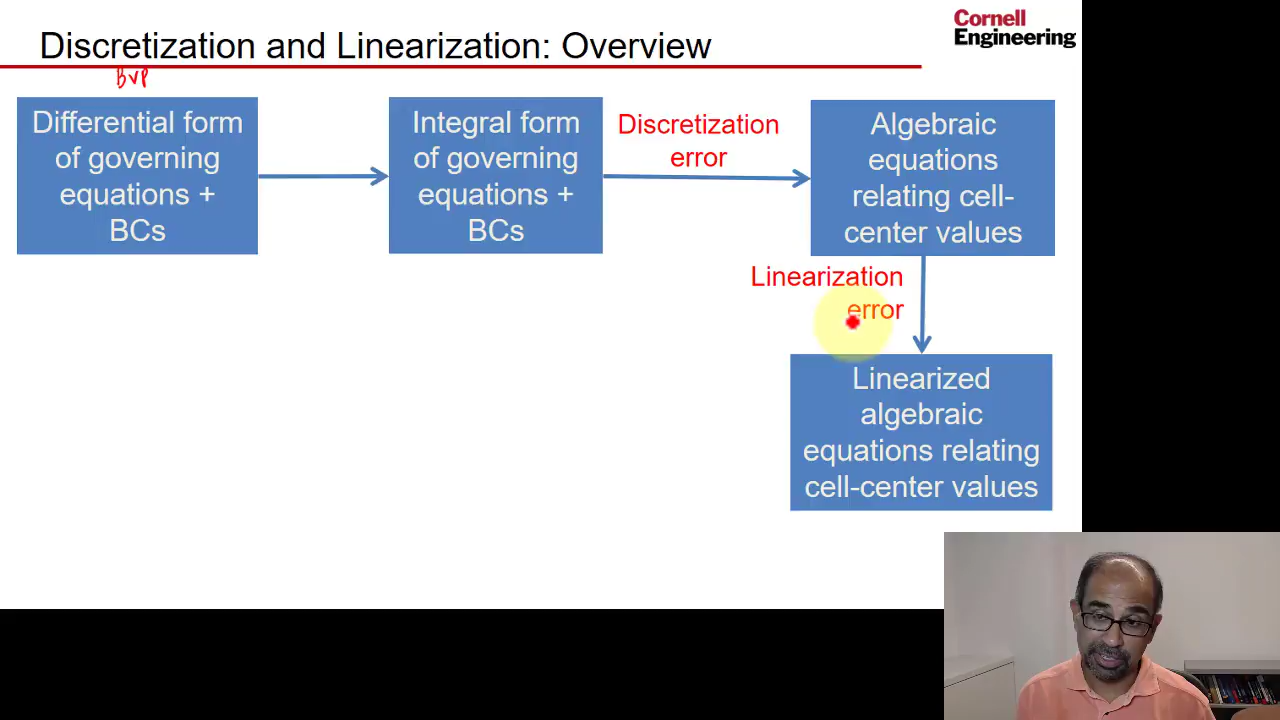 Discretization and Linearization: Overview
Cornell
Engineering
BVP
Differential form
of governing
equations +
BCs
Integral form
of governing
equations +
BCs
Discretization
error
Algebraic
equations
relating cell-
center values
Linearization
error
Linearized
algebraic
equations relating
cell-center values